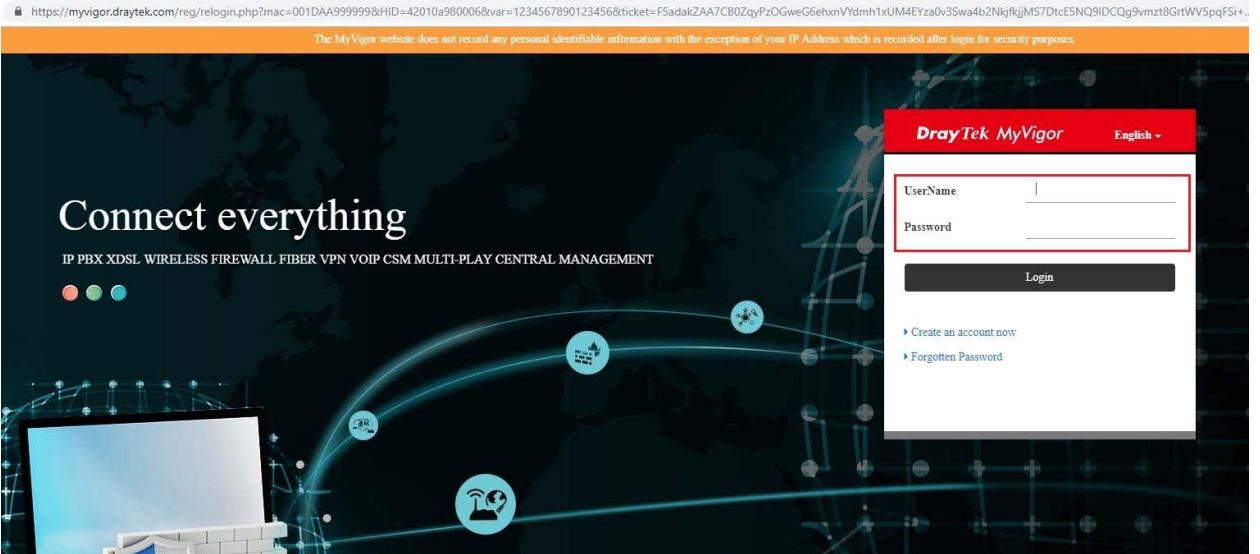 https://myvigor.draytek.com/reg/relogin.php?mac=001DAA999999&HID=42010a980006&var=1234567890123456&ticket=F5adakZAA7CB0ZqyPzOGweG6ehxnVYdmh1xUM4EYza0v3Swa4b2NkjfkjjMS7DtcE5NQ9IDCQg9vmzt8GrtWV5pqFSi+...
The MyVigor website does not record any personal identifiable information with the exception of your IP Address which is recorded after login for security purposes.
DrayTek MyVigor English
UserName
Password
Login
Create an account now
Forgotten Password
Connect everything
IP PBX XDSL WIRELESS FIREWALL FIBER VPN VOIP CSM MULTI-PLAY CENTRAL MANAGEMENT